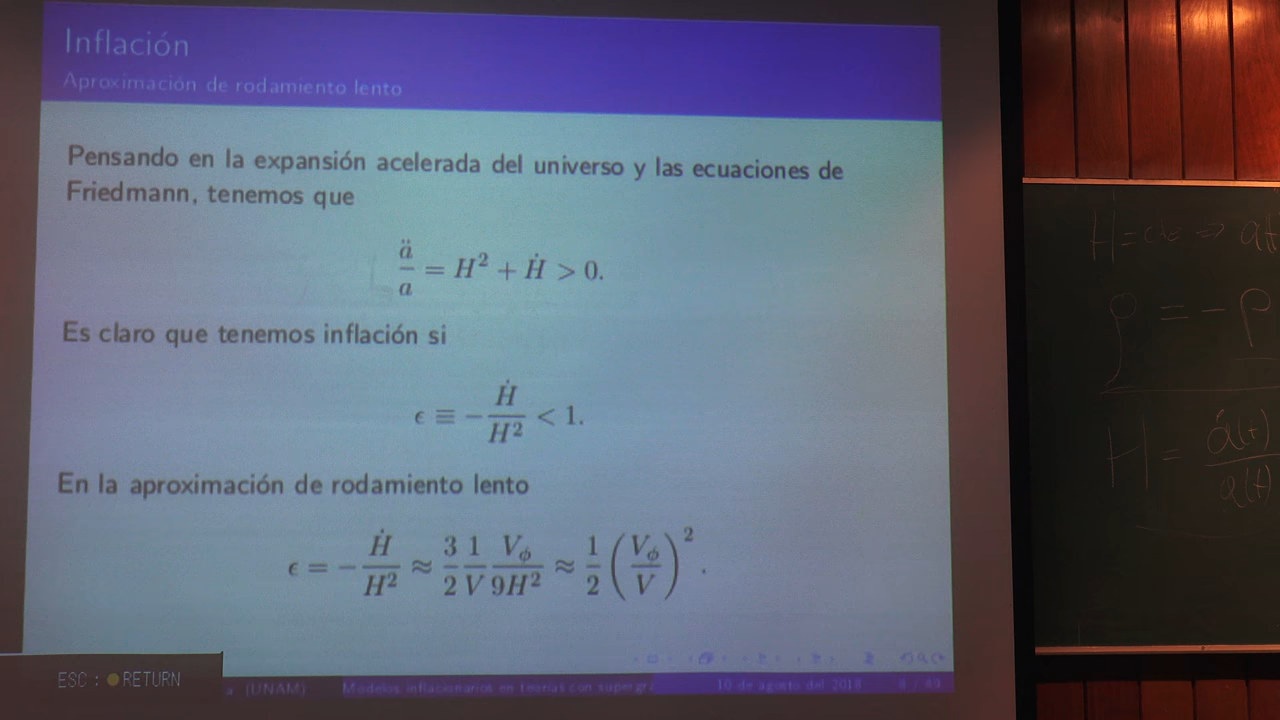 Inflación
Aproximación de rodamiento lento
Pensando en la expansión acelerada del universo y las ecuaciones de
Friedmann, tenemos que
ä/a = H² + Ḣ > 0.
Es claro que tenemos inflación si
ϵ ≡ −Ḣ/H² < 1.
En la aproximación de rodamiento lento
ϵ = −Ḣ/H² ≈ 3/2 1/V V_ϕ/9H² ≈ 1/2 (V_ϕ/V)².
ESC : RETURN
(UNAM) Modelos inflacionarios en teorías con supergra 10 de agosto del 2018
H = cte ⇒ a(t
ρ = − P
H = ȧ(t)/a(t)